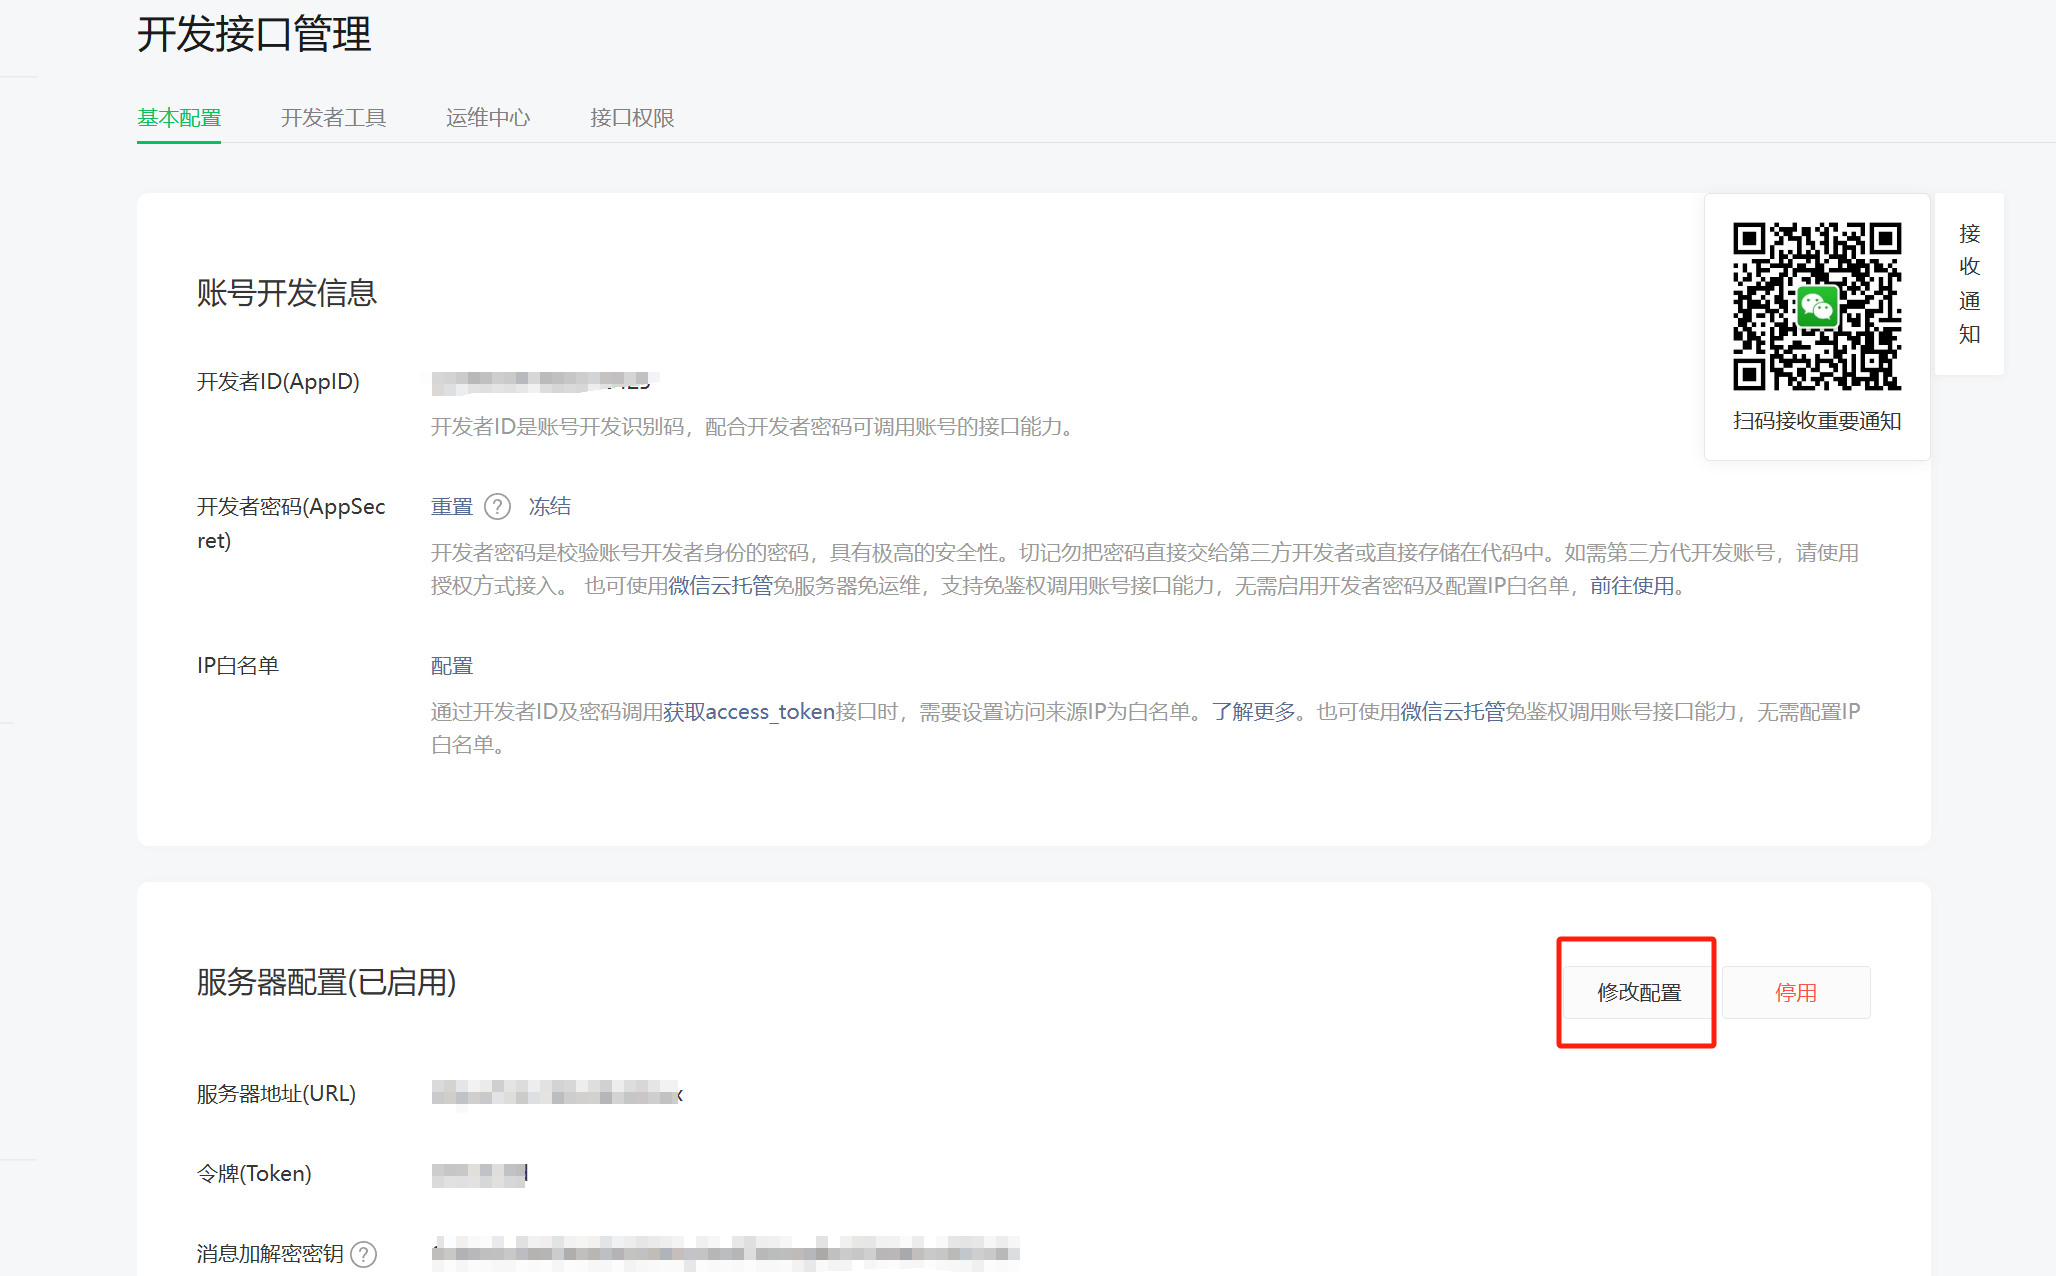 开发接口管理
基本配置 开发者工具 运维中心 接口权限
账号开发信息
开发者ID(AppID)
开发者ID是账号开发识别码，配合开发者密码可调用账号的接口能力。
开发者密码(AppSec
ret)
重置 ? 冻结
开发者密码是校验账号开发者身份的密码，具有极高的安全性。切记勿把密码直接交给第三方开发者或直接存储在代码中。如需第三方代开发账号，请使用
授权方式接入。 也可使用微信云托管免服务器免运维，支持免鉴权调用账号接口能力，无需启用开发者密码及配置IP白名单，前往使用。
IP白名单
配置
通过开发者ID及密码调用获取access_token接口时，需要设置访问来源IP为白名单。了解更多。也可使用微信云托管免鉴权调用账号接口能力，无需配置IP
白名单。
扫码接收重要通知
接
收
通
知
服务器配置(已启用)
修改配置 停用
服务器地址(URL)
令牌(Token)
消息加解密密钥 ?